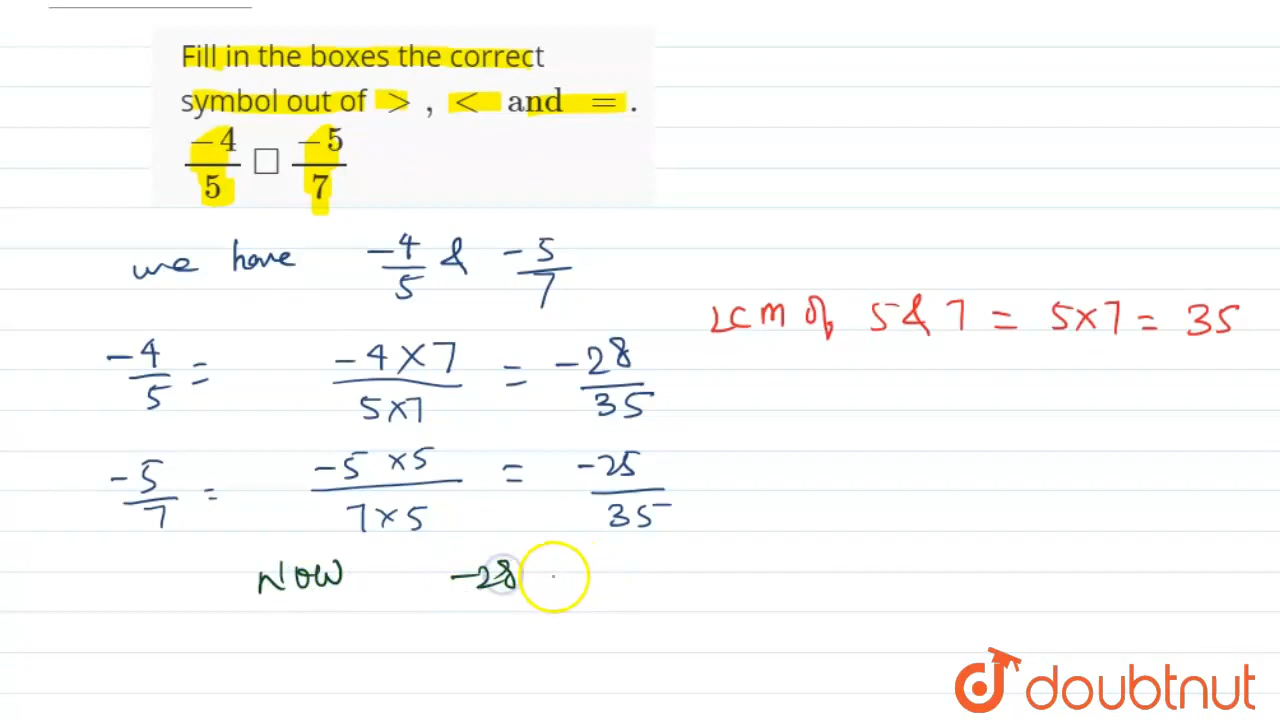 Fill in the boxes the correct
symbol out of >, < and =.
-4/5 □ -5/7
we have -4/5 & -5/7
LCM of 5 & 7 = 5×7 = 35
-4/5 = -4×7/5×7 = -28/35
-5/7 = -5×5/7×5 = -25/35
Now -28
doubtnut